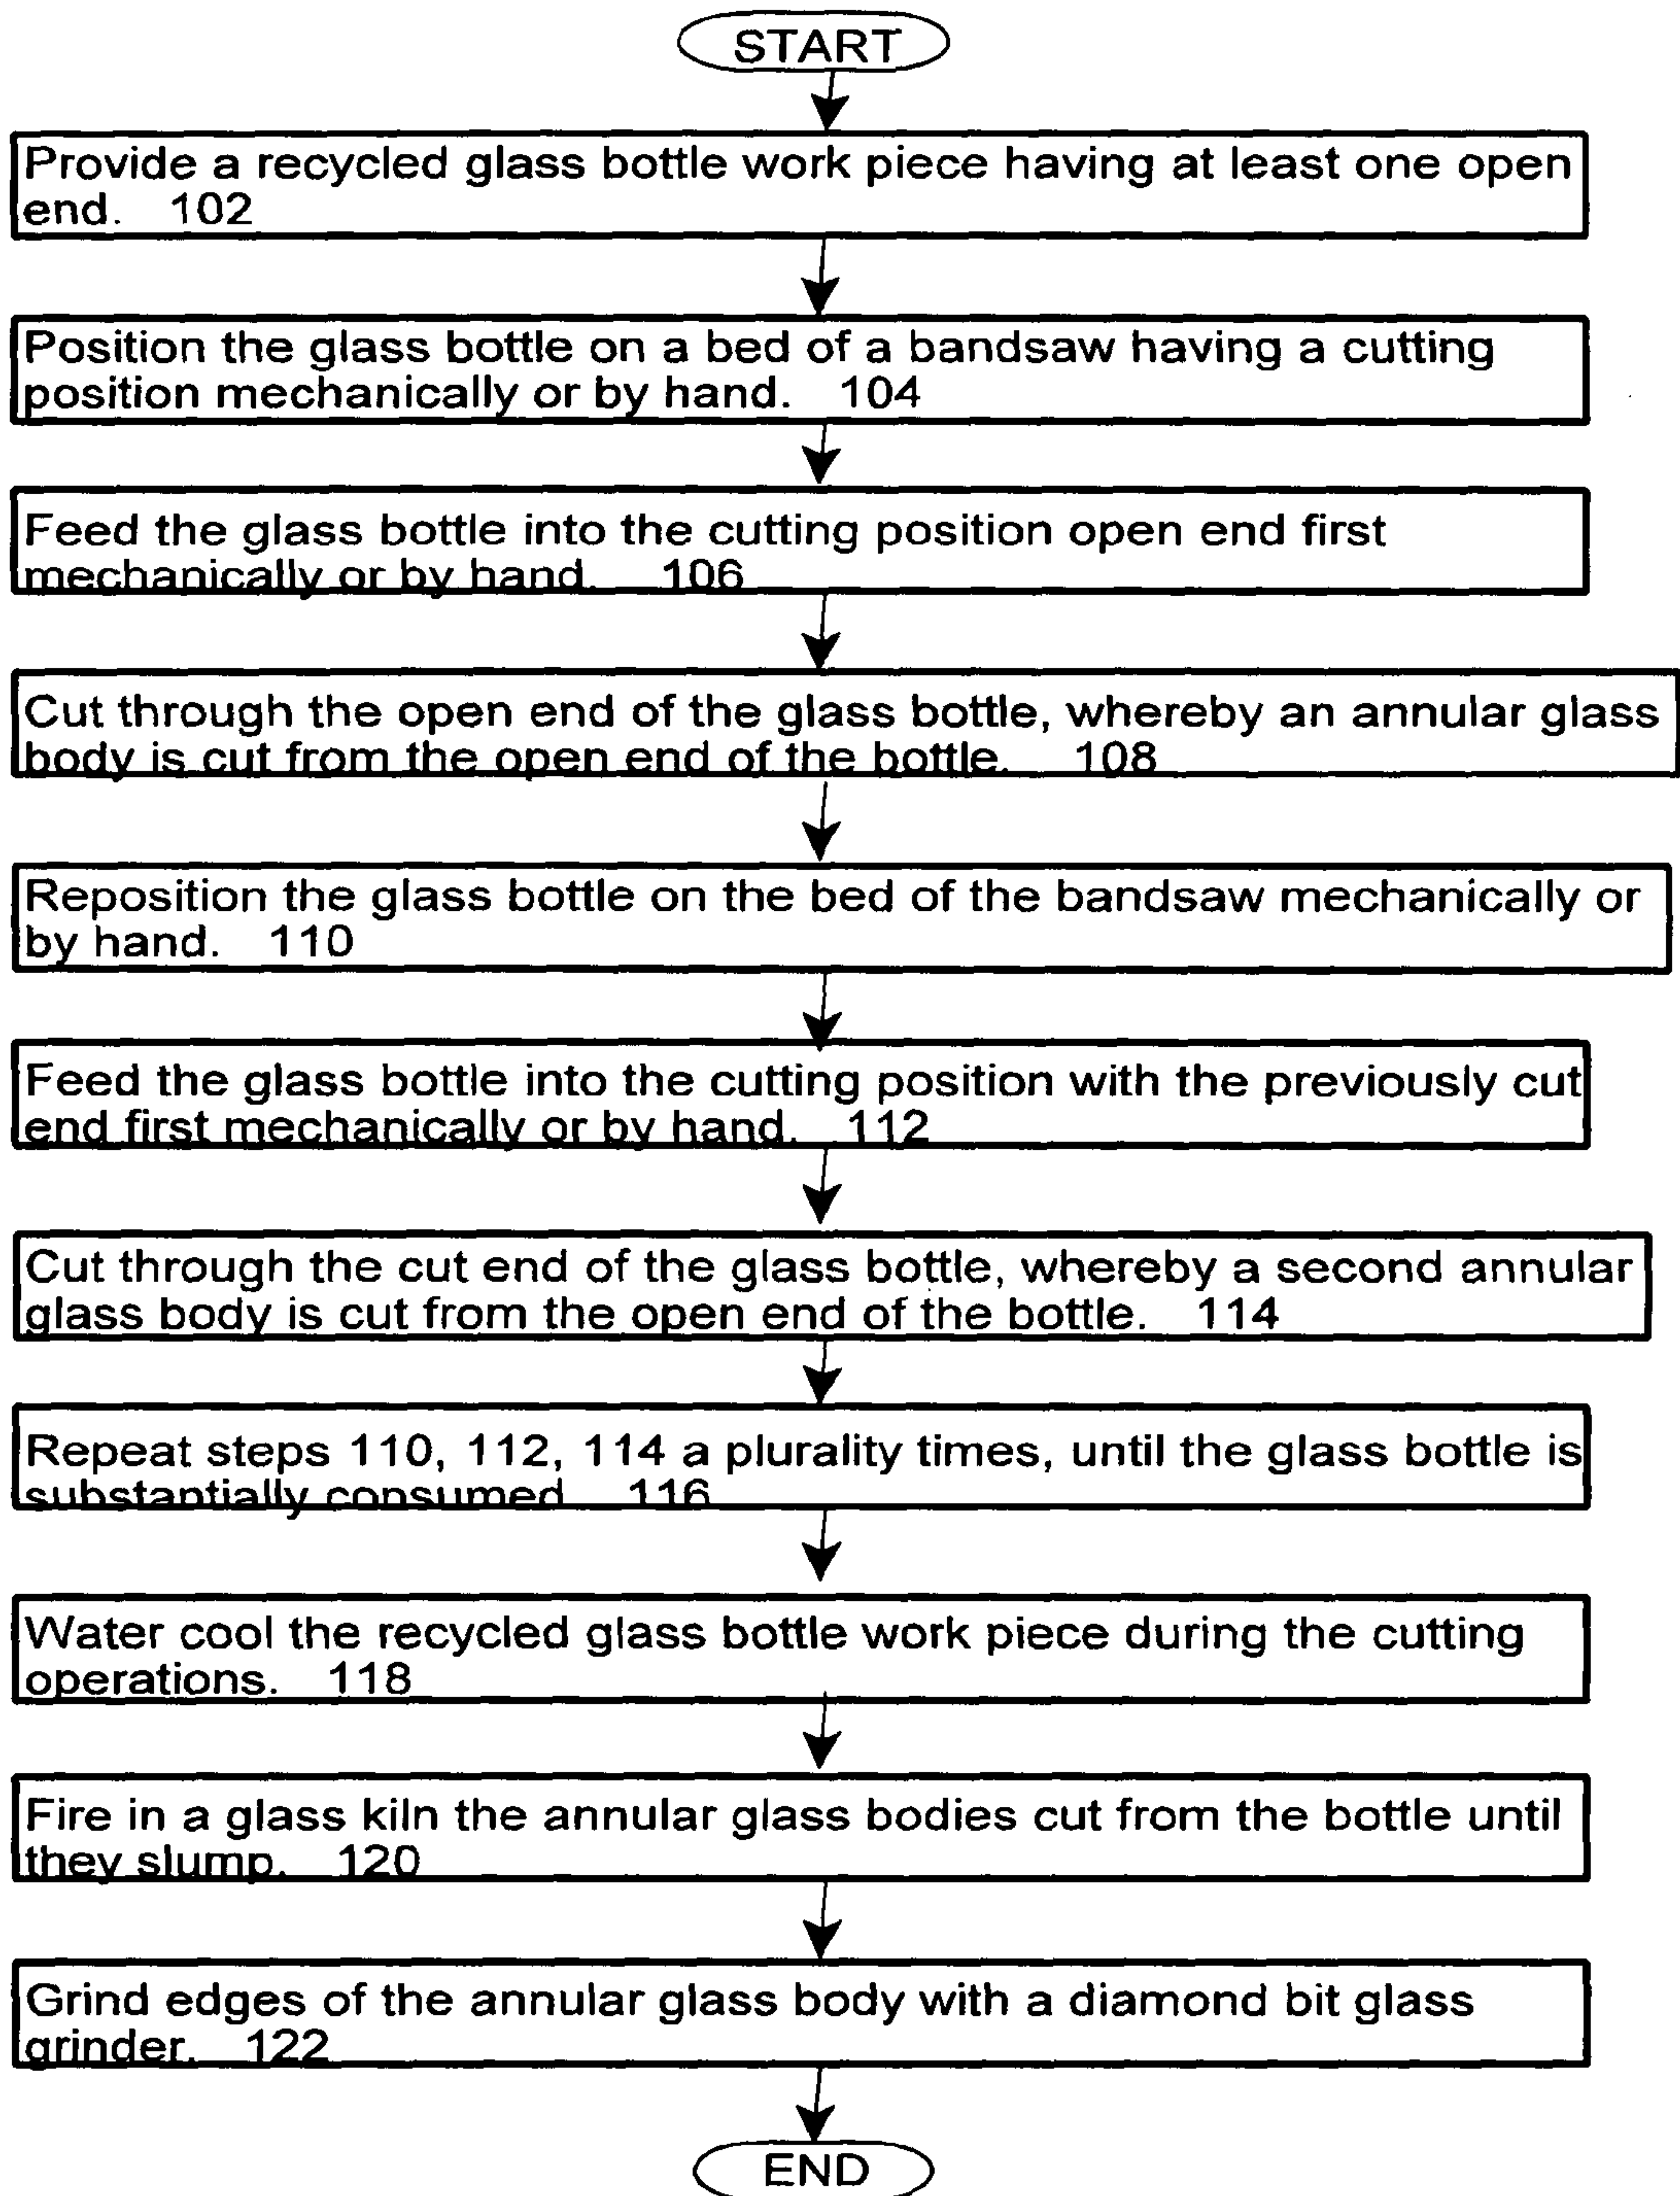 START
Provide a recycled glass bottle work piece having at least one open
end. 102
Position the glass bottle on a bed of a bandsaw having a cutting
position mechanically or by hand. 104
Feed the glass bottle into the cutting position open end first
mechanically or by hand. 106
Cut through the open end of the glass bottle, whereby an annular glass
body is cut from the open end of the bottle. 108
Reposition the glass bottle on the bed of the bandsaw mechanically or
by hand. 110
Feed the glass bottle into the cutting position with the previously cut
end first mechanically or by hand. 112
Cut through the cut end of the glass bottle, whereby a second annular
glass body is cut from the open end of the bottle. 114
Repeat steps 110, 112, 114 a plurality times, until the glass bottle is
substantially consumed 116
Water cool the recycled glass bottle work piece during the cutting
operations. 118
Fire in a glass kiln the annular glass bodies cut from the bottle until
they slump. 120
Grind edges of the annular glass body with a diamond bit glass
grinder. 122
END